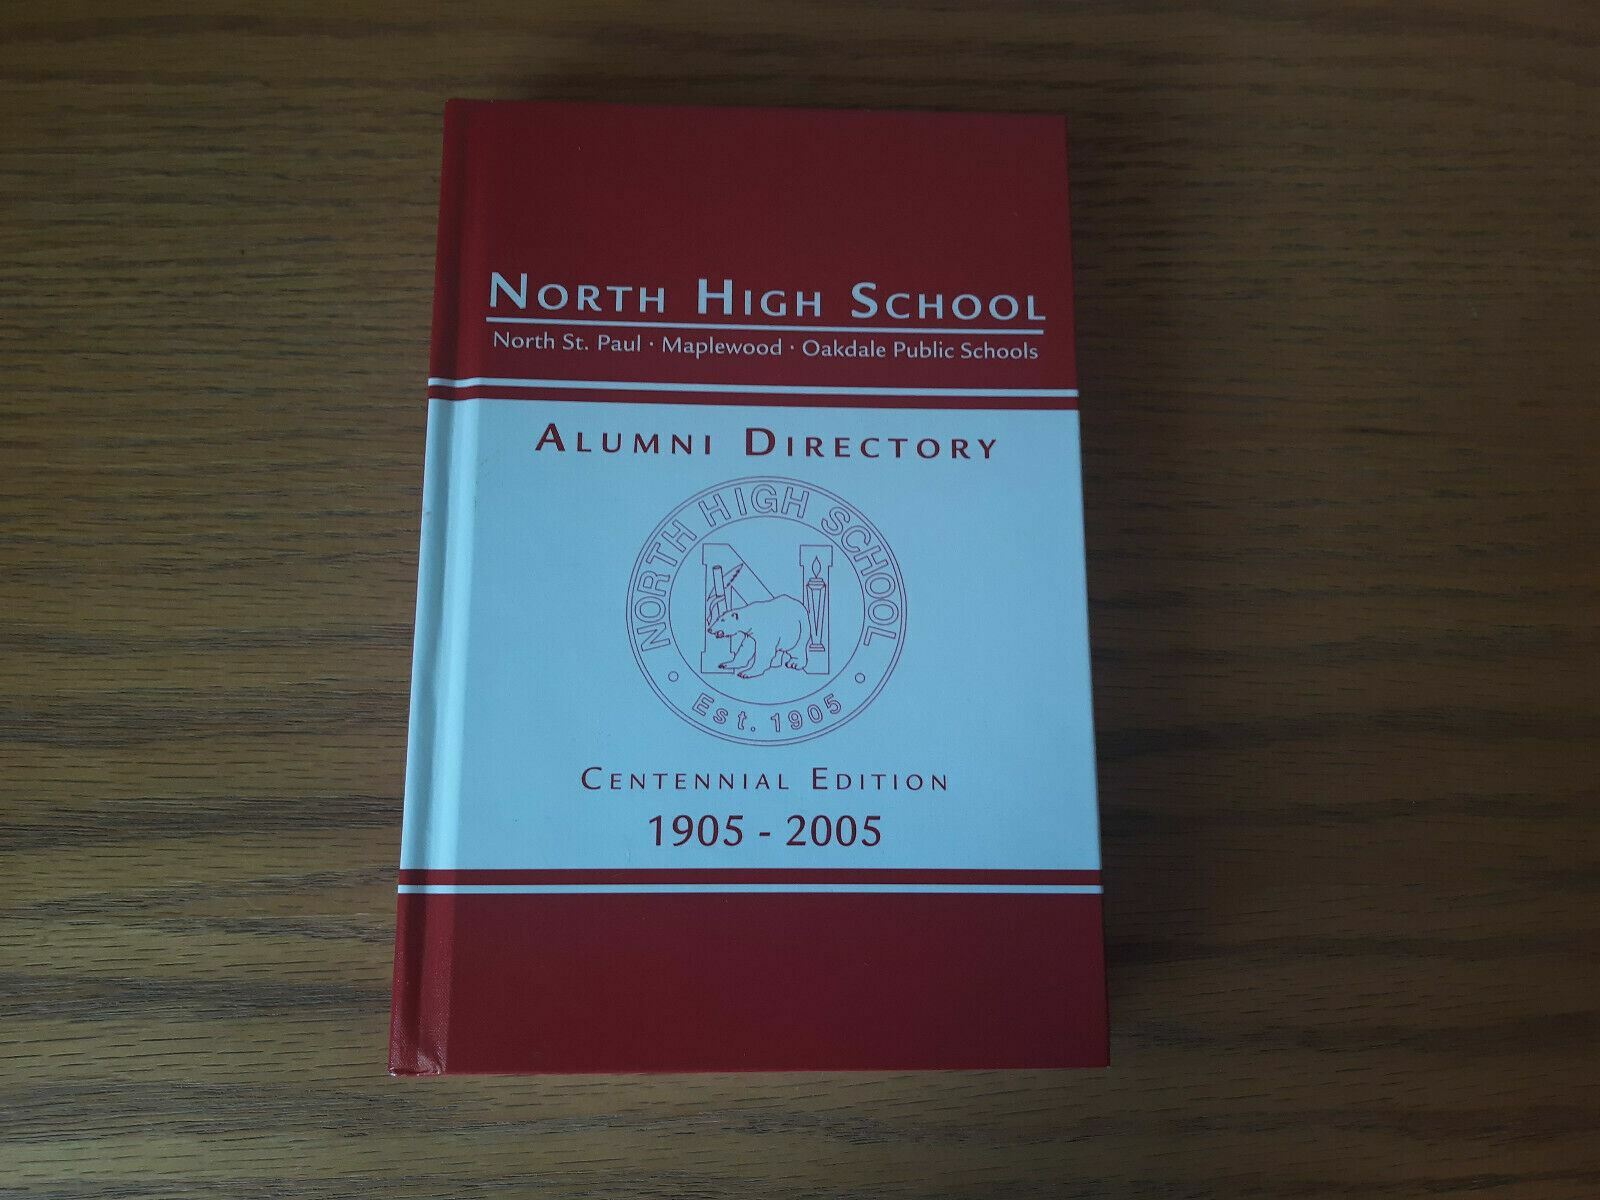 NORTH HIGH SCHOOL
North St. Paul · Maplewood · Oakdale Public Schools
ALUMNI DIRECTORY
NORTH HIGH SCHOOL
N
· Est. 1905 ·
CENTENNIAL EDITION
1905 - 2005